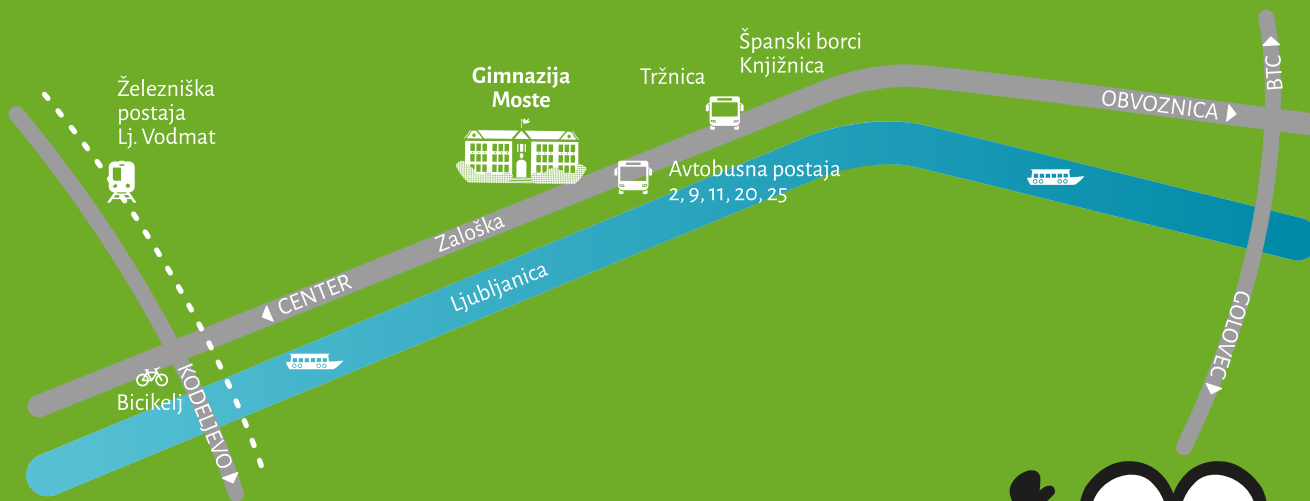 Železniška
postaja
Lj. Vodmat
Gimnazija
Moste
Tržnica
Španski borci
Knjižnica
Avtobusna postaja
2, 9, 11, 20, 25
OBVOZNICA
BTC
GOLOVEC
Zaloška
CENTER
Ljubljanica
Bicikelj
KODELJEVO